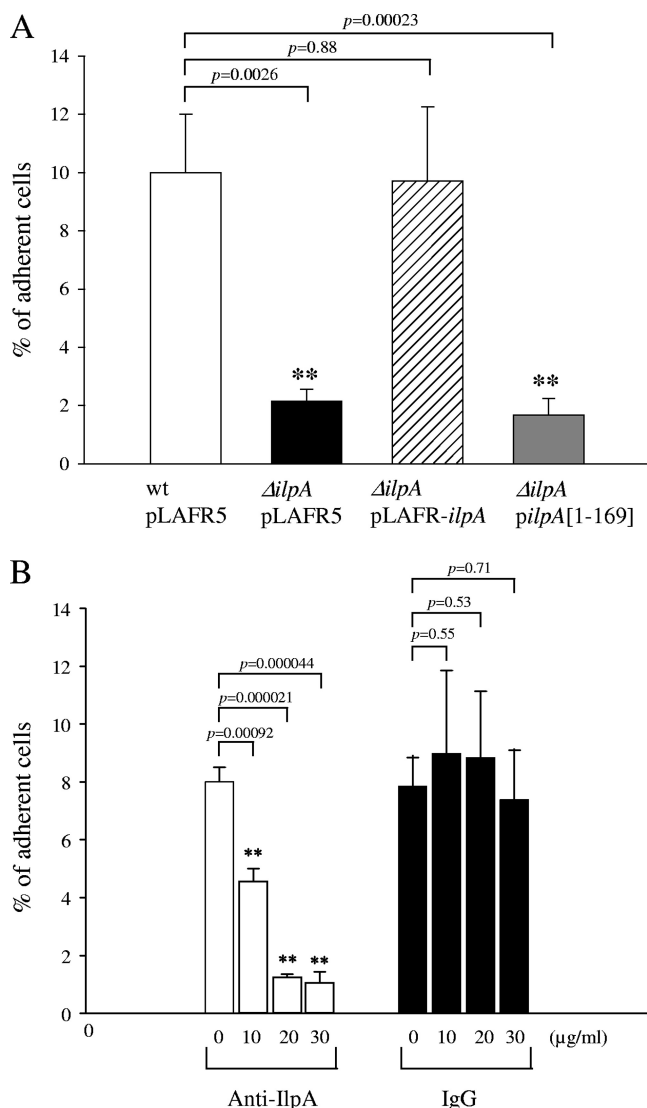 A
p=0.00023
p=0.88
p=0.0026
14
12
10
8
6
4
2
0
% of adherent cells
**
**
wt
pLAFR5
ΔilpA
pLAFR5
ΔilpA
pLAFR-ilpA
ΔilpA
pilpA[1-169]
B
p=0.71
p=0.53
p=0.55
p=0.000044
p=0.000021
p=0.00092
14
12
10
8
6
4
2
0
% of adherent cells
**
** **
0
0 10 20 30 0 10 20 30 (µg/ml)
Anti-IlpA IgG